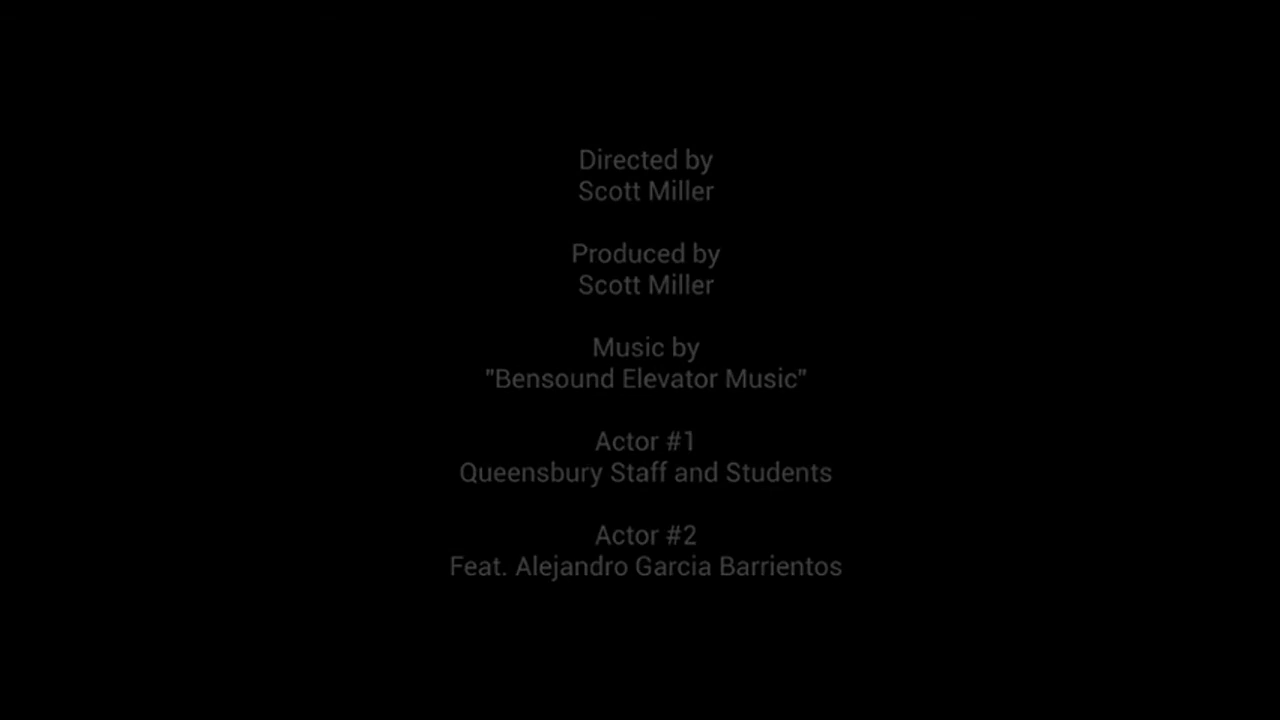 Directed by
Scott Miller
Produced by
Scott Miller
Music by
"Bensound Elevator Music"
Actor #1
Queensbury Staff and Students
Actor #2
Feat. Alejandro Garcia Barrientos